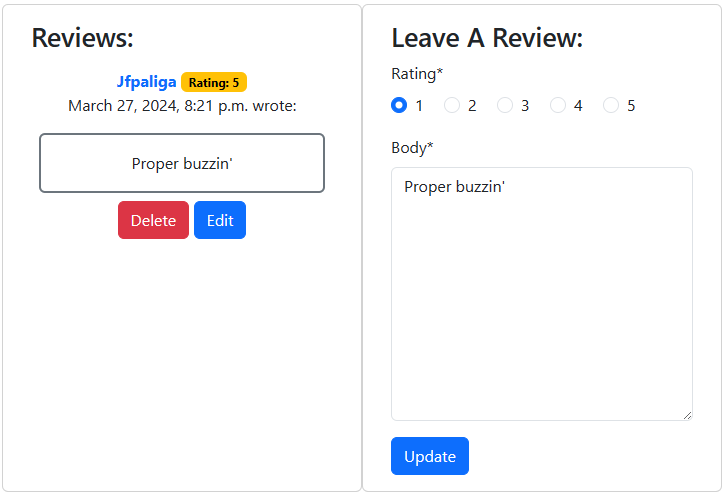 Reviews:
Jfpaliga Rating: 5
March 27, 2024, 8:21 p.m. wrote:
Proper buzzin'
Delete Edit
Leave A Review:
Rating*
1 2 3 4 5
Body*
Proper buzzin'
Update